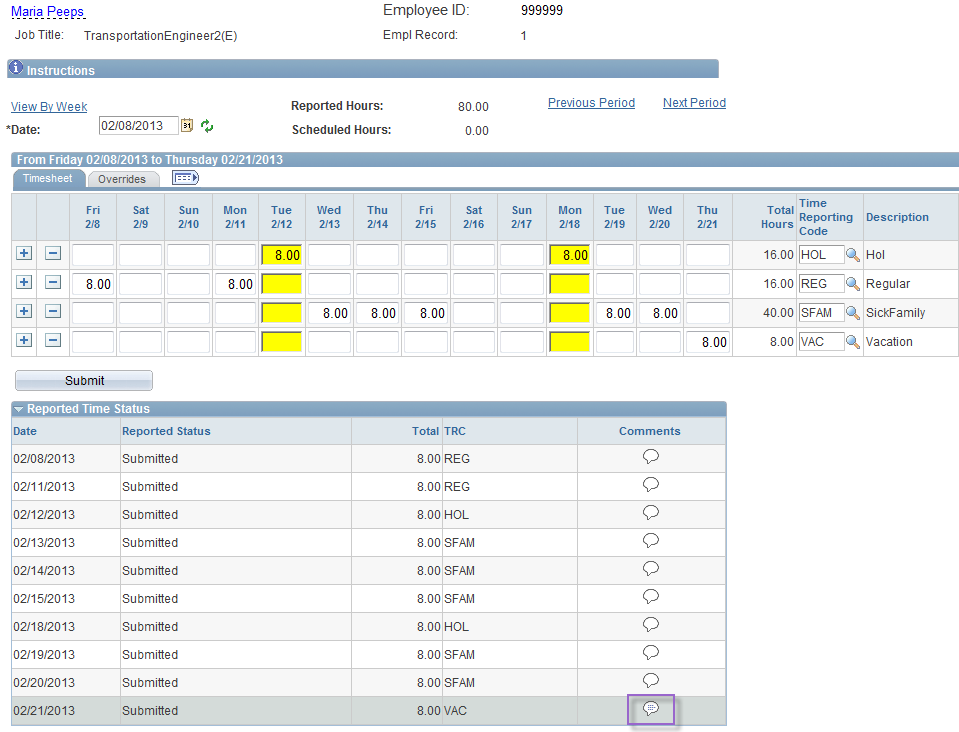 Maria Peeps Employee ID: 999999
Job Title: TransportationEngineer2(E) Empl Record: 1
Instructions
View By Week Reported Hours: 80.00 Previous Period Next Period
*Date: 02/08/2013 31 Scheduled Hours: 0.00
From Friday 02/08/2013 to Thursday 02/21/2013
Timesheet Overrides
Fri 2/8 Sat 2/9 Sun 2/10 Mon 2/11 Tue 2/12 Wed 2/13 Thu 2/14 Fri 2/15 Sat 2/16 Sun 2/17 Mon 2/18 Tue 2/19 Wed 2/20 Thu 2/21 Total Hours Time Reporting Code Description
8.00 8.00 16.00 HOL Hol
8.00 8.00 16.00 REG Regular
8.00 8.00 8.00 8.00 8.00 40.00 SFAM SickFamily
8.00 8.00 VAC Vacation
Submit
Reported Time Status
Date Reported Status Total TRC Comments
02/08/2013 Submitted 8.00 REG
02/11/2013 Submitted 8.00 REG
02/12/2013 Submitted 8.00 HOL
02/13/2013 Submitted 8.00 SFAM
02/14/2013 Submitted 8.00 SFAM
02/15/2013 Submitted 8.00 SFAM
02/18/2013 Submitted 8.00 HOL
02/19/2013 Submitted 8.00 SFAM
02/20/2013 Submitted 8.00 SFAM
02/21/2013 Submitted 8.00 VAC